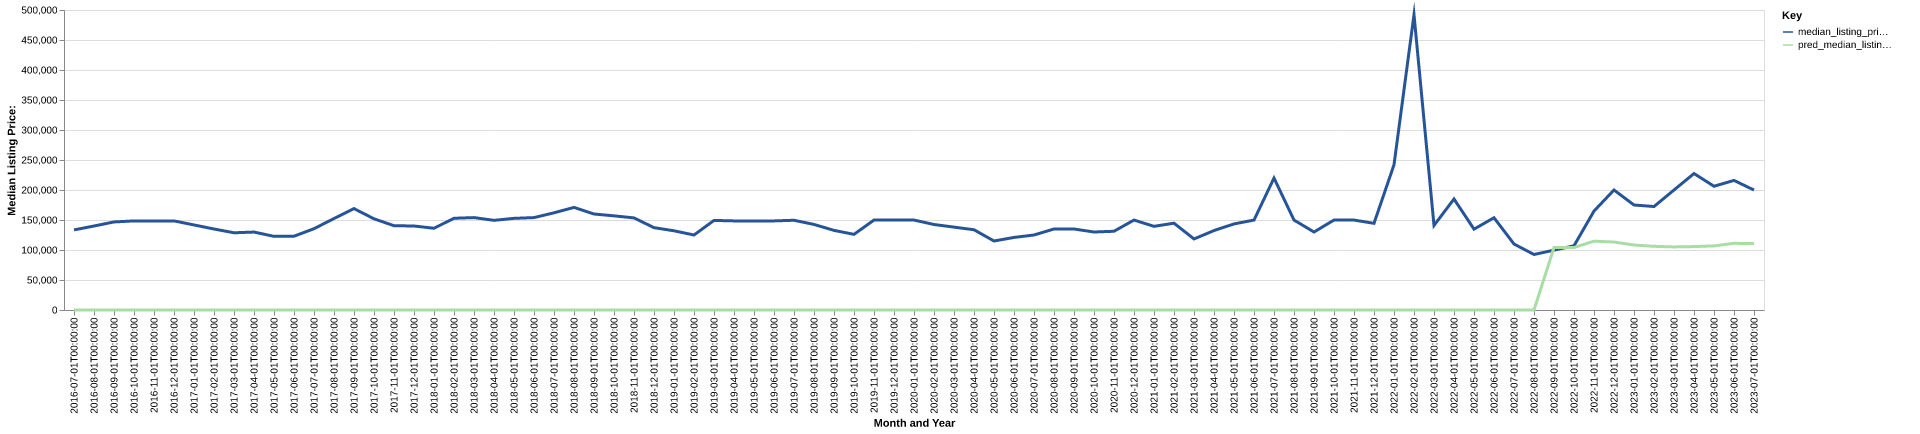 500,000
450,000
400,000
350,000
300,000
250,000
200,000
150,000
100,000
50,000
0
Median Listing Price:
2016-07-01T00:00:00
2016-08-01T00:00:00
2016-09-01T00:00:00
2016-10-01T00:00:00
2016-11-01T00:00:00
2016-12-01T00:00:00
2017-01-01T00:00:00
2017-02-01T00:00:00
2017-03-01T00:00:00
2017-04-01T00:00:00
2017-05-01T00:00:00
2017-06-01T00:00:00
2017-07-01T00:00:00
2017-08-01T00:00:00
2017-09-01T00:00:00
2017-10-01T00:00:00
2017-11-01T00:00:00
2017-12-01T00:00:00
2018-01-01T00:00:00
2018-02-01T00:00:00
2018-03-01T00:00:00
2018-04-01T00:00:00
2018-05-01T00:00:00
2018-06-01T00:00:00
2018-07-01T00:00:00
2018-08-01T00:00:00
2018-09-01T00:00:00
2018-10-01T00:00:00
2018-11-01T00:00:00
2018-12-01T00:00:00
2019-01-01T00:00:00
2019-02-01T00:00:00
2019-03-01T00:00:00
2019-04-01T00:00:00
2019-05-01T00:00:00
2019-06-01T00:00:00
2019-07-01T00:00:00
2019-08-01T00:00:00
2019-09-01T00:00:00
2019-10-01T00:00:00
2019-11-01T00:00:00
2019-12-01T00:00:00
2020-01-01T00:00:00
2020-02-01T00:00:00
2020-03-01T00:00:00
2020-04-01T00:00:00
2020-05-01T00:00:00
2020-06-01T00:00:00
2020-07-01T00:00:00
2020-08-01T00:00:00
2020-09-01T00:00:00
2020-10-01T00:00:00
2020-11-01T00:00:00
2020-12-01T00:00:00
2021-01-01T00:00:00
2021-02-01T00:00:00
2021-03-01T00:00:00
2021-04-01T00:00:00
2021-05-01T00:00:00
2021-06-01T00:00:00
2021-07-01T00:00:00
2021-08-01T00:00:00
2021-09-01T00:00:00
2021-10-01T00:00:00
2021-11-01T00:00:00
2021-12-01T00:00:00
2022-01-01T00:00:00
2022-02-01T00:00:00
2022-03-01T00:00:00
2022-04-01T00:00:00
2022-05-01T00:00:00
2022-06-01T00:00:00
2022-07-01T00:00:00
2022-08-01T00:00:00
2022-09-01T00:00:00
2022-10-01T00:00:00
2022-11-01T00:00:00
2022-12-01T00:00:00
2023-01-01T00:00:00
2023-02-01T00:00:00
2023-03-01T00:00:00
2023-04-01T00:00:00
2023-05-01T00:00:00
2023-06-01T00:00:00
2023-07-01T00:00:00
Month and Year
Key
median_listing_pri…
pred_median_listin…